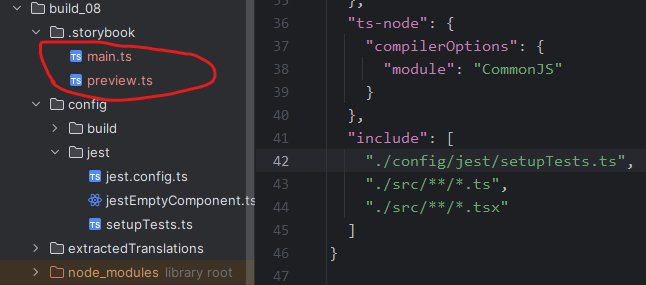 build_08
.storybook
TS main.ts
TS preview.ts
config
build
jest
TS jest.config.ts
jestEmptyComponent.ts
TS setupTests.ts
extractedTranslations
node_modules library root
36 "ts-node": {
37 "compilerOptions": {
38 "module": "CommonJS"
39 }
40 },
41 "include": [
42 "./config/jest/setupTests.ts",
43 "./src/**/*.ts",
44 "./src/**/*.tsx"
45 ]
46 }
47